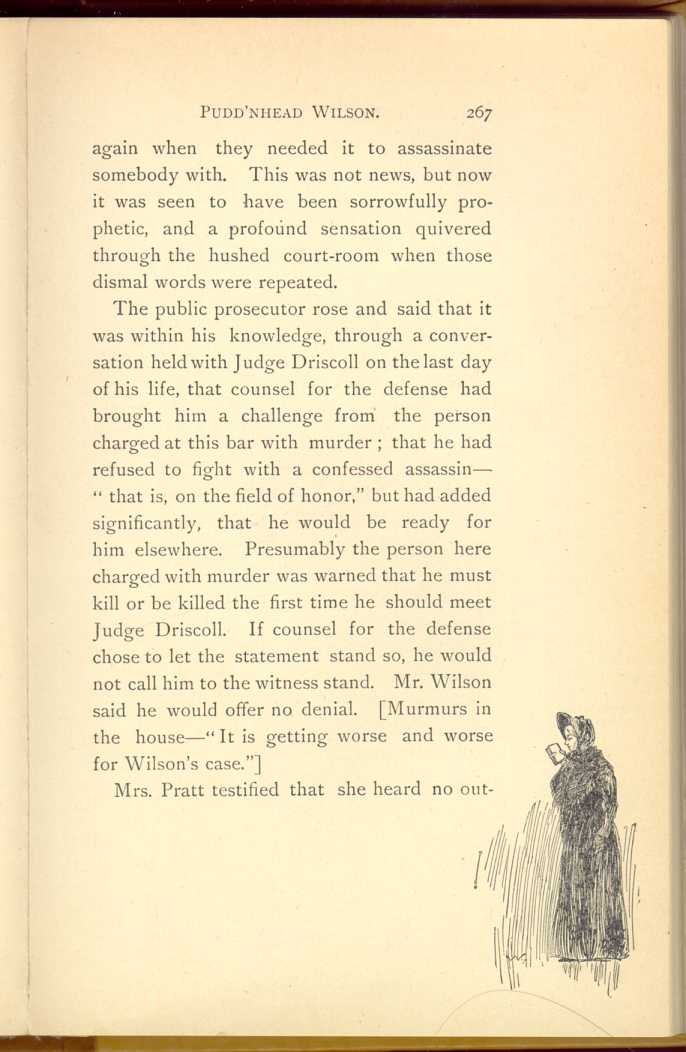 PUDD'NHEAD WILSON. 267
again when they needed it to assassinate
somebody with. This was not news, but now
it was seen to have been sorrowfully pro-
phetic, and a profound sensation quivered
through the hushed court-room when those
dismal words were repeated.
The public prosecutor rose and said that it
was within his knowledge, through a conver-
sation held with Judge Driscoll on the last day
of his life, that counsel for the defense had
brought him a challenge from the person
charged at this bar with murder; that he had
refused to fight with a confessed assassin—
"that is, on the field of honor," but had added
significantly, that he would be ready for
him elsewhere. Presumably the person here
charged with murder was warned that he must
kill or be killed the first time he should meet
Judge Driscoll. If counsel for the defense
chose to let the statement stand so, he would
not call him to the witness stand. Mr. Wilson
said he would offer no denial. [Murmurs in
the house—"It is getting worse and worse
for Wilson's case."]
Mrs. Pratt testified that she heard no out-